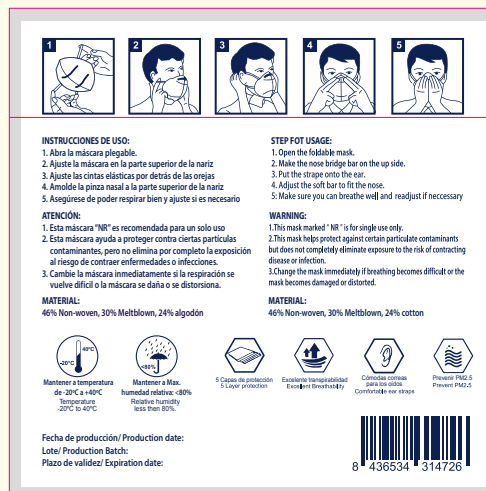 1
2
3
4
5
INSTRUCCIONES DE USO:
1. Abra la máscara plegable.
2. Ajuste la máscara en la parte superior de la nariz
3. Ajuste las cintas elásticas por detrás de las orejas
4. Amolde la pinza nasal a la parte superior de la nariz
5. Asegúrese de poder respirar bien y ajuste si es necesario
ATENCIÓN:
1. Esta máscara "NR" es recomendada para un solo uso
2. Esta máscara ayuda a proteger contra ciertas partículas
contaminantes, pero no elimina por completo la exposición
al riesgo de contraer enfermedades o infecciones.
3. Cambie la máscara inmediatamente si la respiración se
vuelve difícil o la máscara se daña o se distorsiona.
MATERIAL:
46% Non-woven, 30% Meltblown, 24% algodón
STEP FOT USAGE:
1. Open the foldable mask.
2. Make the nose bridge bar on the up side.
3. Put the strape onto the ear.
4. Adjust the soft bar to fit the nose.
5: Make sure you can breathe well and readjust if neccessary
WARNING:
1.This mask marked " NR " is for single use only.
2.This mask helps protect against certain particulate contaminants
but does not completely eliminate exposure to the risk of contracting
disease or infection.
3.Change the mask immediately if breathing becomes difficult or the
mask becomes damaged or distorted.
MATERIAL:
46% Non-woven, 30% Meltblown, 24% cotton
40°C
-20°C
Mantener a temperatura
de -20°C a +40°C
Temperature
-20°C to 40°C
<80%
Mantener a Max.
humedad relativa: <80%
Relative humidity
less then 80%.
5 Capas de protección
5 Layer protection
Excelente transpirabilidad
Excellent Breathability
Cómodas correas
para los oídos
Comfortable ear straps
Prevenir PM2.5
Prevent PM2.5
Fecha de producción/ Production date:
Lote/ Production Batch:
Plazo de validez/ Expiration date:
8 436534 314726